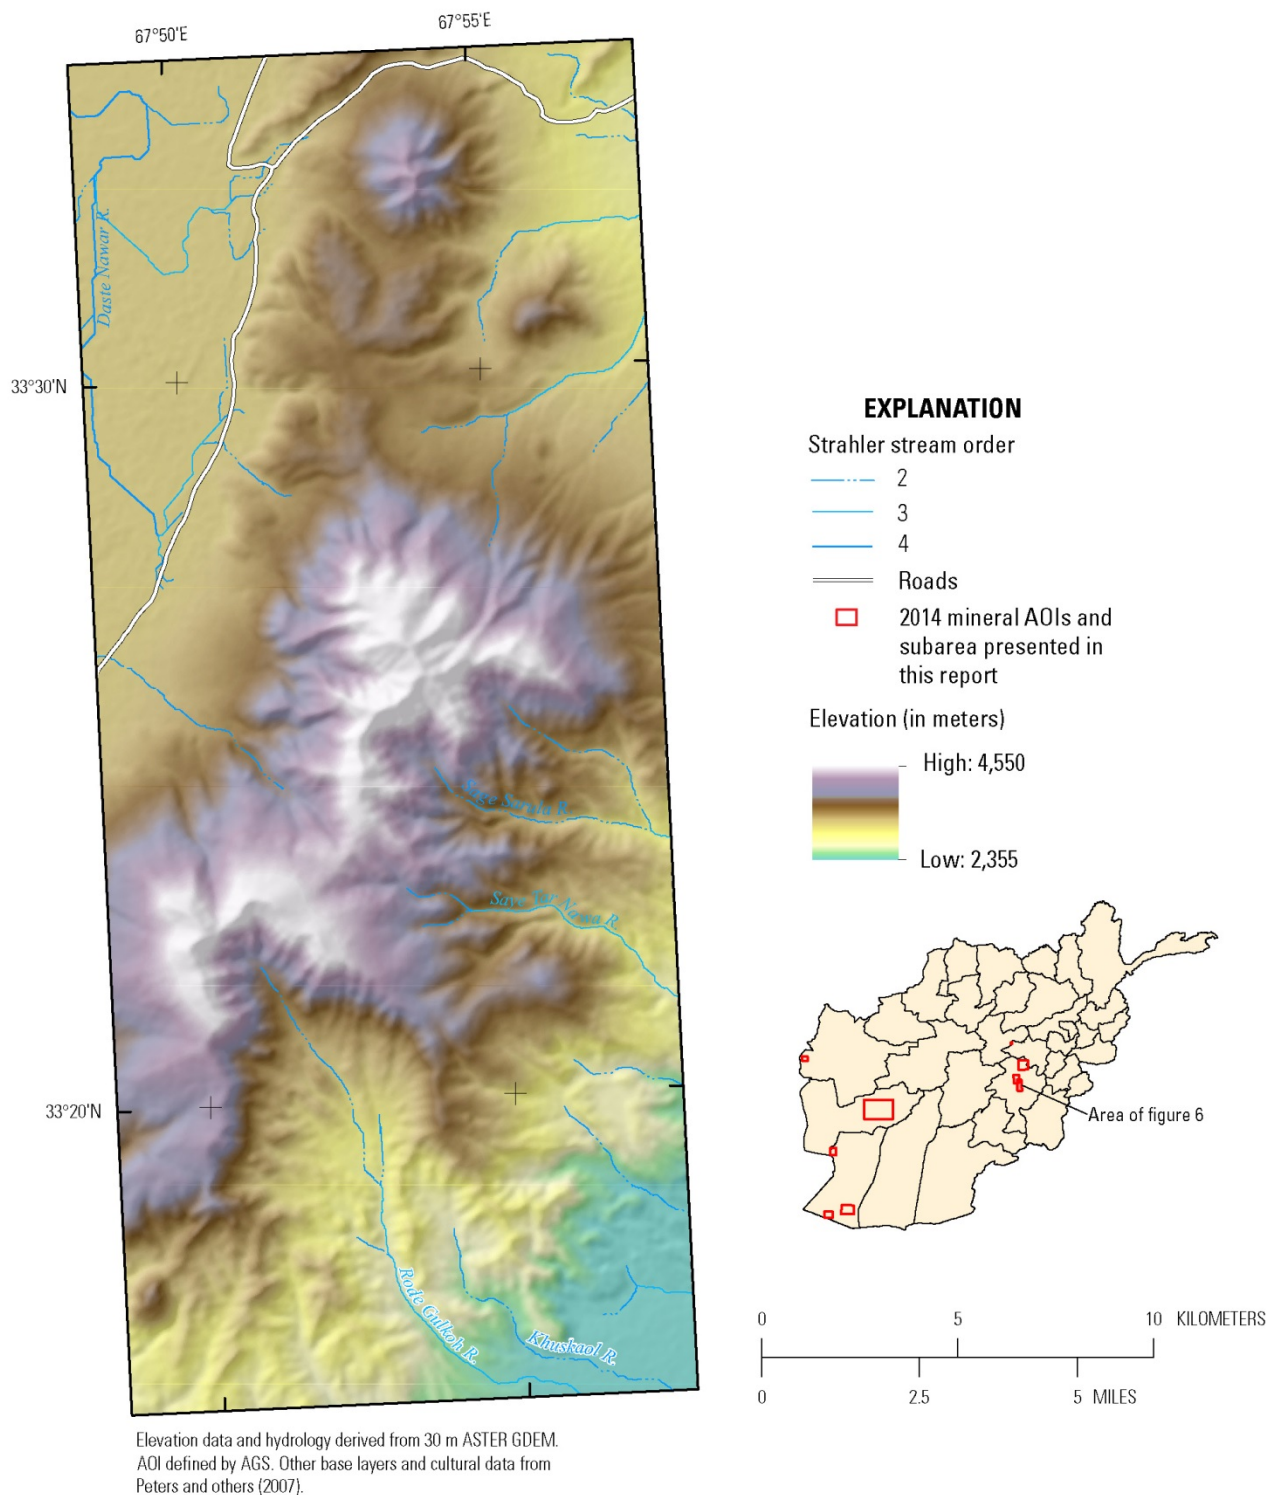 67°50'E
67°55'E
Daste Nawar R.
33°30'N
EXPLANATION
Strahler stream order
2
3
4
Roads
2014 mineral AOIs and
subarea presented in
this report
Elevation (in meters)
High: 4,550
Low: 2,355
Saye Sarula R.
Saye Yar Nawa R.
33°20'N
Area of figure 6
Rode Gulkoh R.
Khuskaol R.
0 5 10 KILOMETERS
0 2.5 5 MILES
Elevation data and hydrology derived from 30 m ASTER GDEM.
AOI defined by AGS. Other base layers and cultural data from
Peters and others (2007).